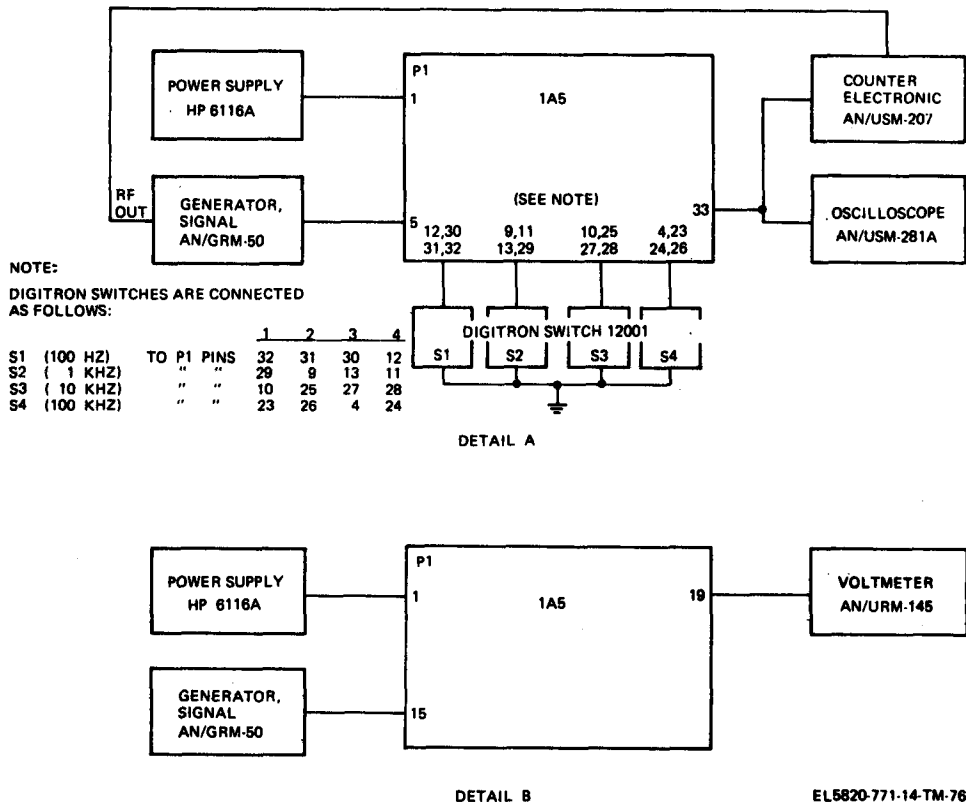 POWER SUPPLY
HP 6116A
P1
1
1A5
COUNTER
ELECTRONIC
AN/USM-207
RF
OUT
GENERATOR,
SIGNAL
AN/GRM-50
5
(SEE NOTE)
33
OSCILLOSCOPE
AN/USM-281A
12,30 9,11 10,25 4,23
31,32 13,29 27,28 24,26
NOTE:
DIGITRON SWITCHES ARE CONNECTED
AS FOLLOWS:
DIGITRON SWITCH 12001
S1 S2 S3 S4
1 2 3 4
S1 (100 HZ) TO P1 PINS 32 31 30 12
S2 ( 1 KHZ) " " 29 9 13 11
S3 ( 10 KHZ) " " 10 25 27 28
S4 (100 KHZ) " " 23 26 4 24
DETAIL A
POWER SUPPLY
HP 6116A
P1
1
1A5
19
VOLTMETER
AN/URM-145
GENERATOR,
SIGNAL
AN/GRM-50
15
DETAIL B
EL5820-771-14-TM-76